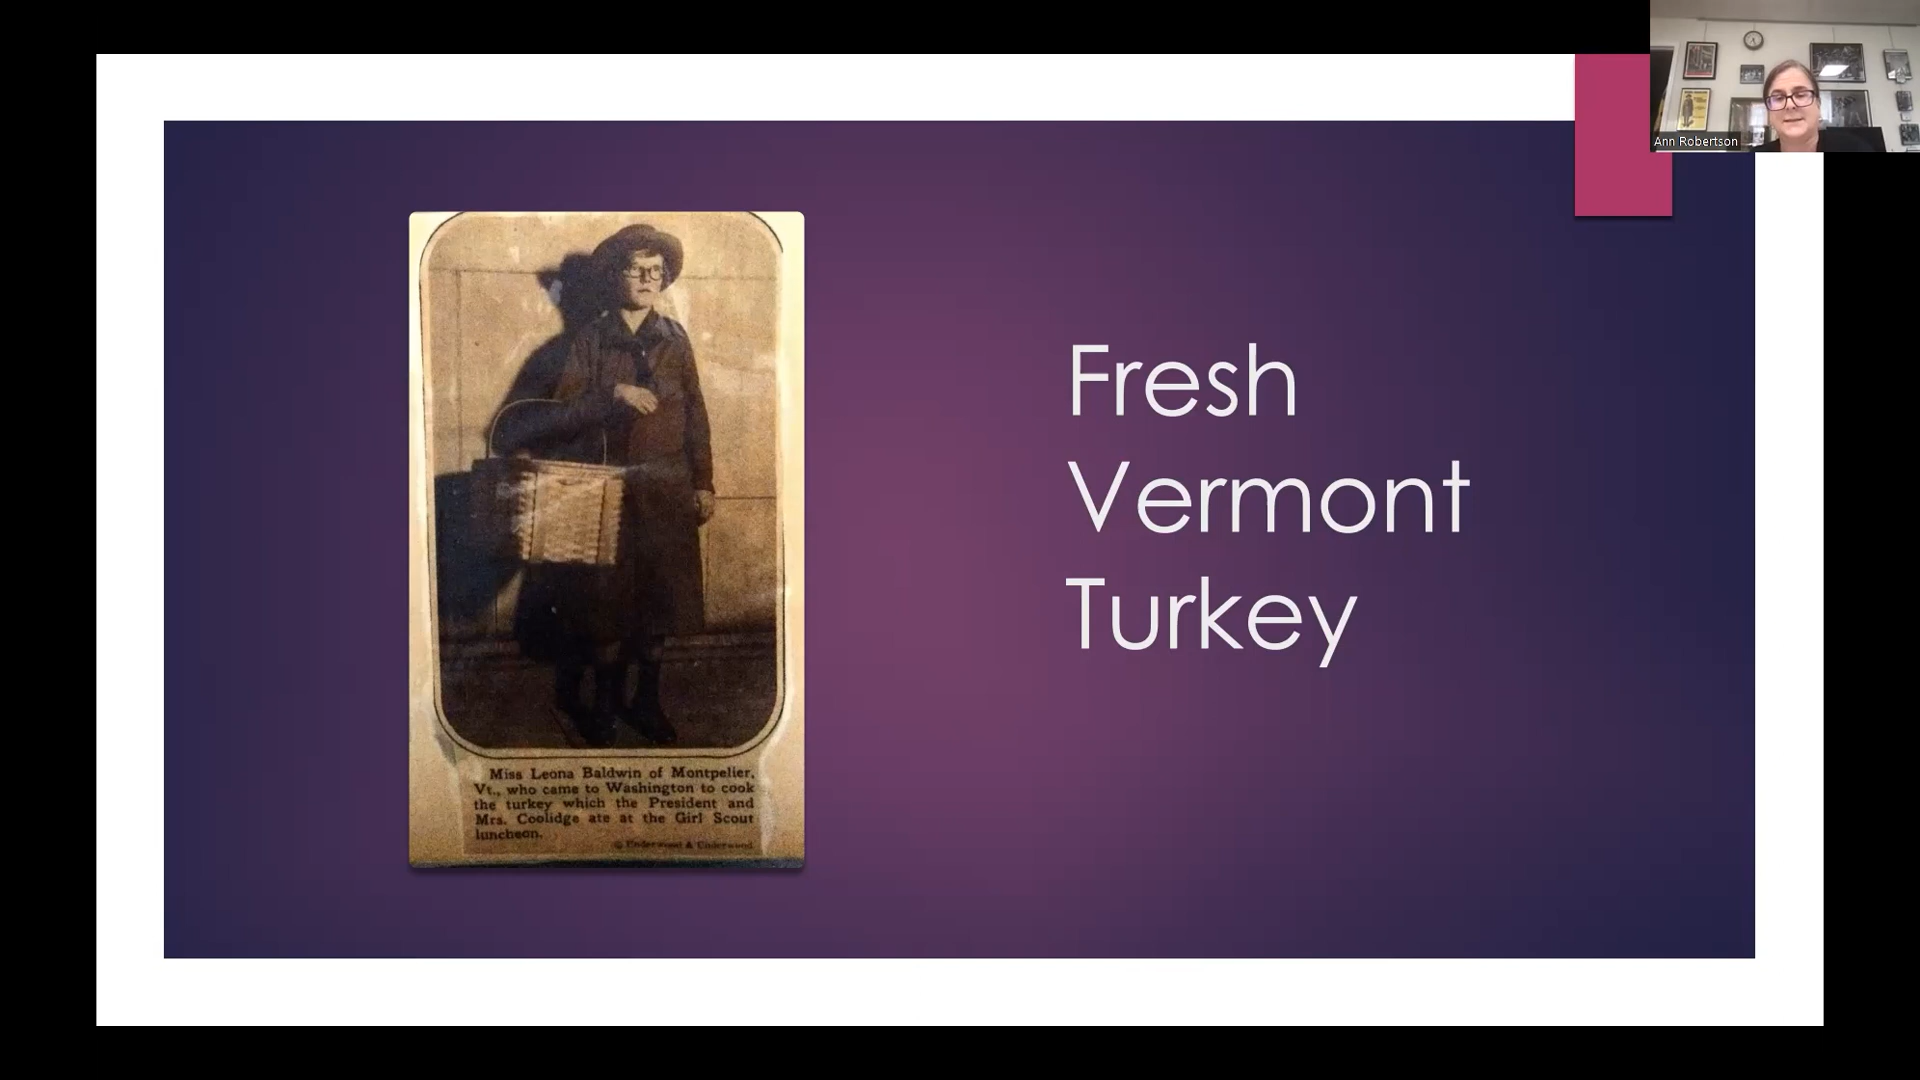 Fresh
Vermont
Turkey
Miss Leona Baldwin of Montpelier,
Vt., who came to Washington to cook
the turkey which the President and
Mrs. Coolidge ate at the Girl Scout
luncheon.
© Underwood & Underwood
Ann Robertson